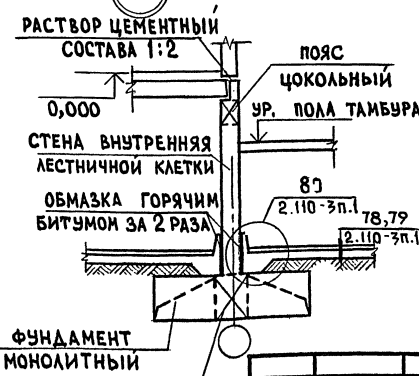 РАСТВОР ЦЕМЕНТНЫЙ
СОСТАВА 1:2
ПОЯС
ЦОКОЛЬНЫЙ
0,000
УР. ПОЛА ТАМБУРА
СТЕНА ВНУТРЕННЯЯ
ЛЕСТНИЧНОЙ КЛЕТКИ
ОБМАЗКА ГОРЯЧИМ
БИТУМОМ ЗА 2 РАЗА
2.110-3п.1
78,79
2.110-3п.1
ФУНДАМЕНТ
МОНОЛИТНЫЙ